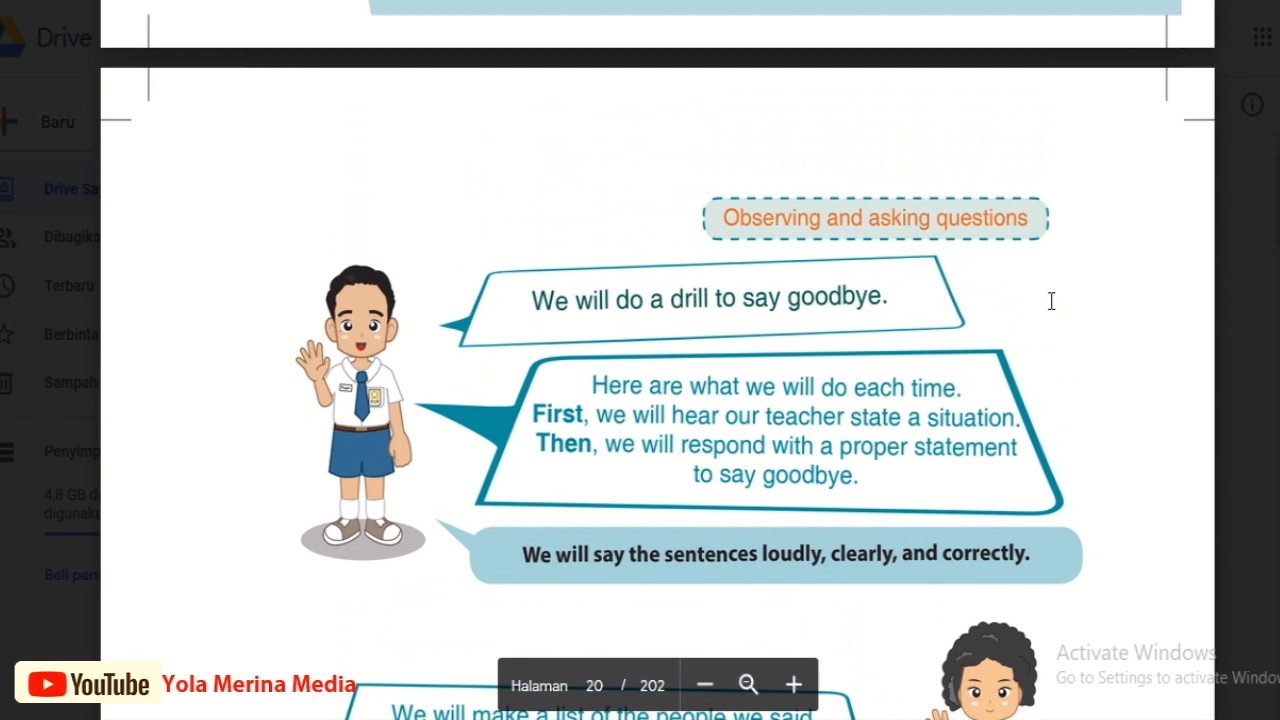 Drive
Baru
Drive Sa
Dibagika
Terbaru
Berbinta
Sampah
Penyimp
4,8 GB d
digunaka
Beli pen
Observing and asking questions
We will do a drill to say goodbye.
Here are what we will do each time.
First, we will hear our teacher state a situation.
Then, we will respond with a proper statement
to say goodbye.
We will say the sentences loudly, clearly, and correctly.
We will make a list of the people we said
Halaman 20 / 202
Activate Windows
Go to Settings to activate Windo
YouTube Yola Merina Media